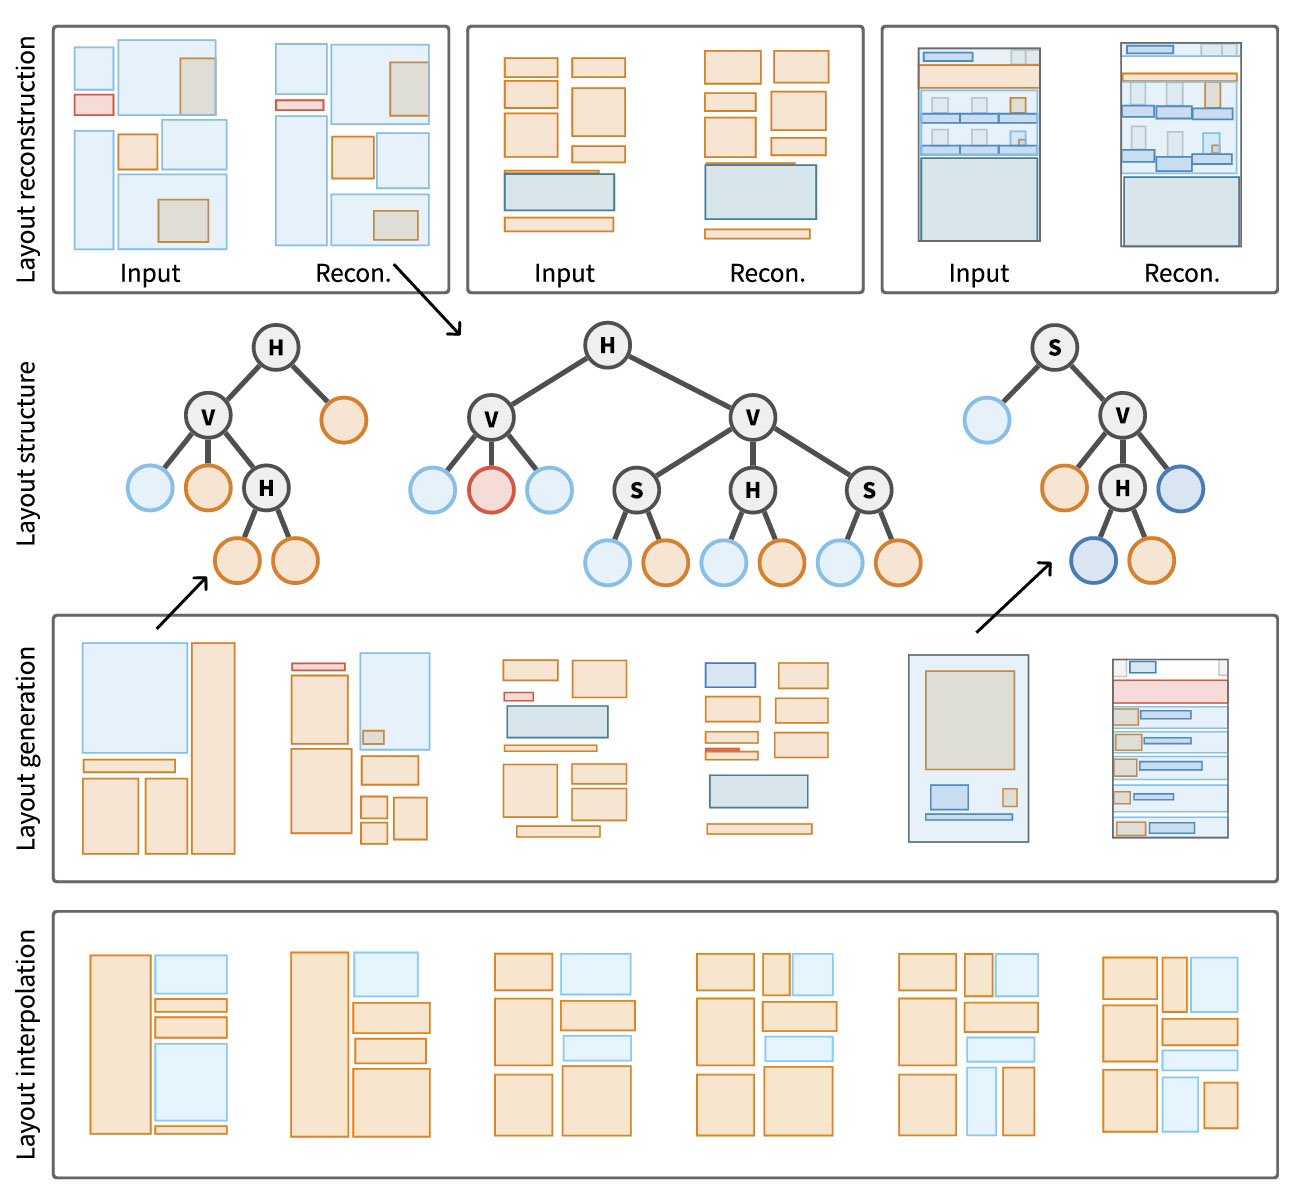 Layout reconstruction
Input
Recon.
Input
Recon.
Input
Recon.
Layout structure
H
V
H
H
V
V
S
H
S
S
V
H
Layout generation
Layout interpolation